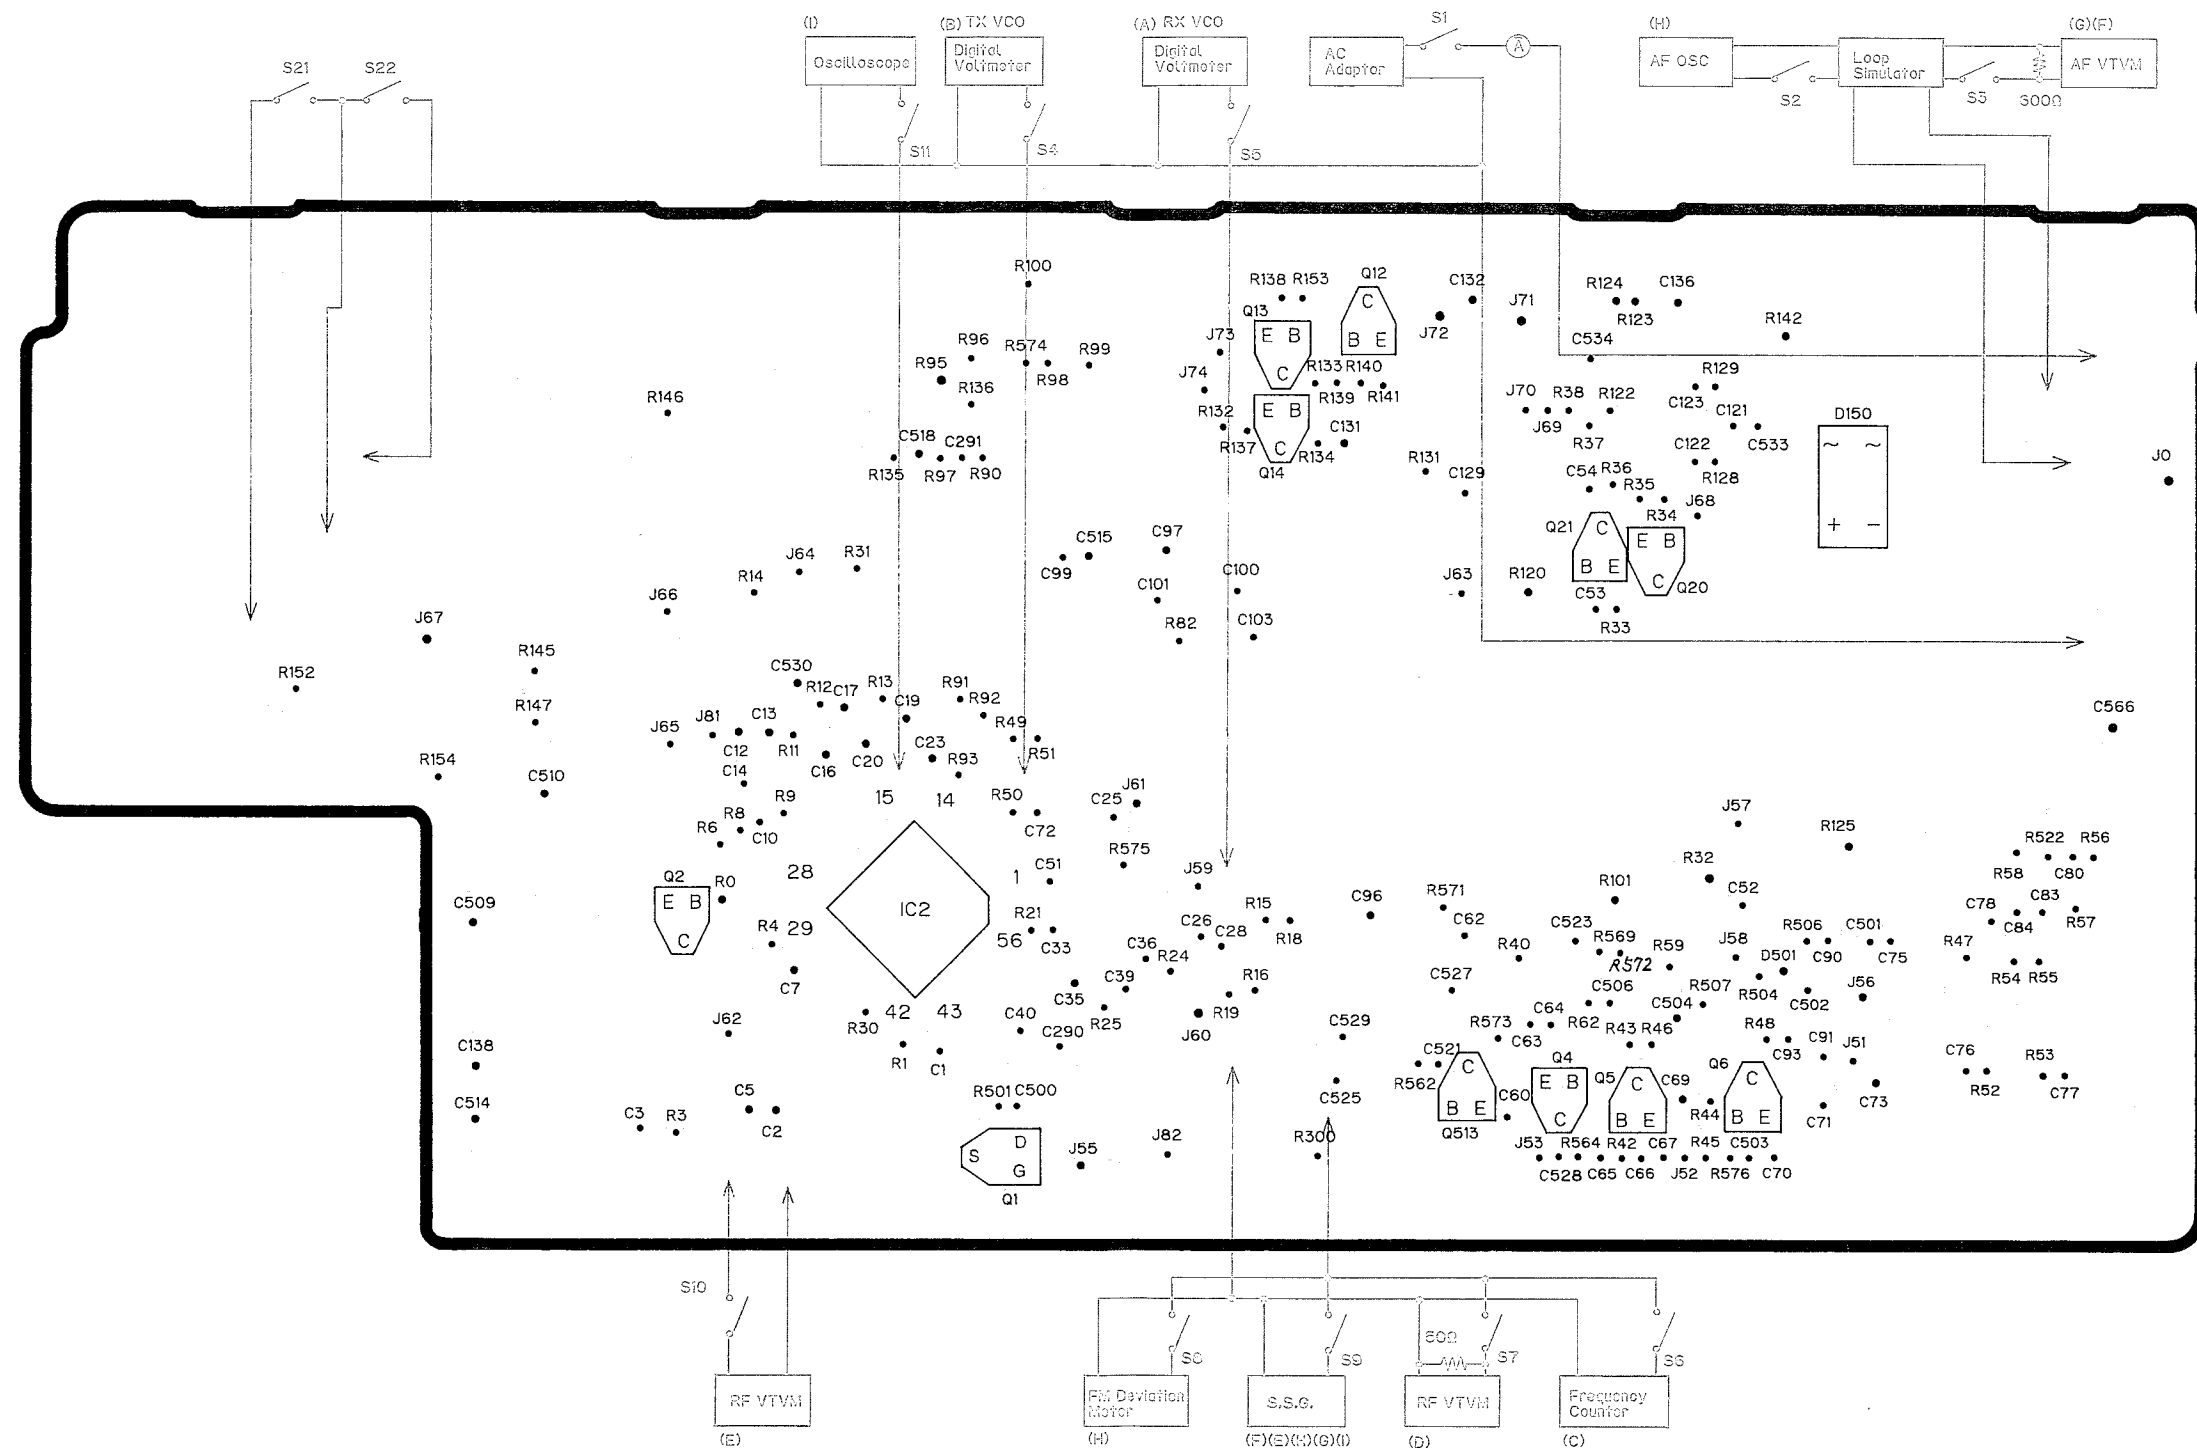 (I)
(B) TX VCO
(A) RX VCO
S1
(H)
(G)(F)
Oscilloscope
Digital
Voltmeter
Digital
Voltmeter
AC
Adaptor
A
AF OSC
Loop
Simulator
AF VTVM
S21
S22
S2
S3
300Ω
S11
S4
S5
R100
R138 R153
Q12
C132
R124
C136
Q13
C
J71
R123
R142
J73
E B
B E
J72
C534
R96
R574
R99
R95
R98
C
R133 R140
J74
R136
R139
R141
J70
R38
R122
R129
R146
C123
C121
D150
R132
E B
J69
C518
C291
R137
C131
R37
C533
~ ~
R135
R97
R90
C
Q14
R134
R131
C129
C122
C54
R36
R128
J0
R35
J68
R34
Q21
C
E B
+ −
C97
C515
C99
J64
R31
B E
C
Q20
R14
C101
C100
J63
R120
J66
C53
J67
R82
C103
R33
R145
R152
C530
R12 C17
R13
R91
C19
R92
R147
C566
J65
J81
C13
R49
C12
R11
C23
R51
R154
C16
C20
R93
C14
C510
J61
15
14
R9
R50
C25
J57
R8
C72
R6
C10
R125
R522
R56
R575
R32
C51
R58
C80
28
1
J59
Q2
R0
E B
IC2
R101
C52
C83
C509
R15
C96
R571
C78
R21
C62
R4
29
56
C26
C523
R506
C501
C84
R57
C
C33
C28
R18
R569
R59
J58
R47
C36
R40
R572
D501
C90
C75
R24
R54
R55
C7
C39
R16
C527
C35
C506
R507
R504
J56
C64
C504
C502
R19
42
43
R30
C40
R25
J62
J60
C529
R573
R62
R43
R46
R48
C290
C63
C91
C138
R1
C1
C521
Q4
Q6
C93
J51
C76
R53
C
R562
E B
Q5
C
C69
C
R52
C77
C514
C5
R501 C500
C525
C60
R44
C73
C3
R3
C2
B E
C
B E
B E
C71
Q513
D
S
G
J82
R300
J53
R564
R42
C67
R45
C503
J55
C528
C65
C66
J52
R576
C70
Q1
S10
50Ω
S8
S9
S7
S6
RF VTVM
FM Deviation
Meter
S.S.G.
RF VTVM
Frequency
Counter
(E)
(H)
(F)(E)(H)(G)(I)
(D)
(C)